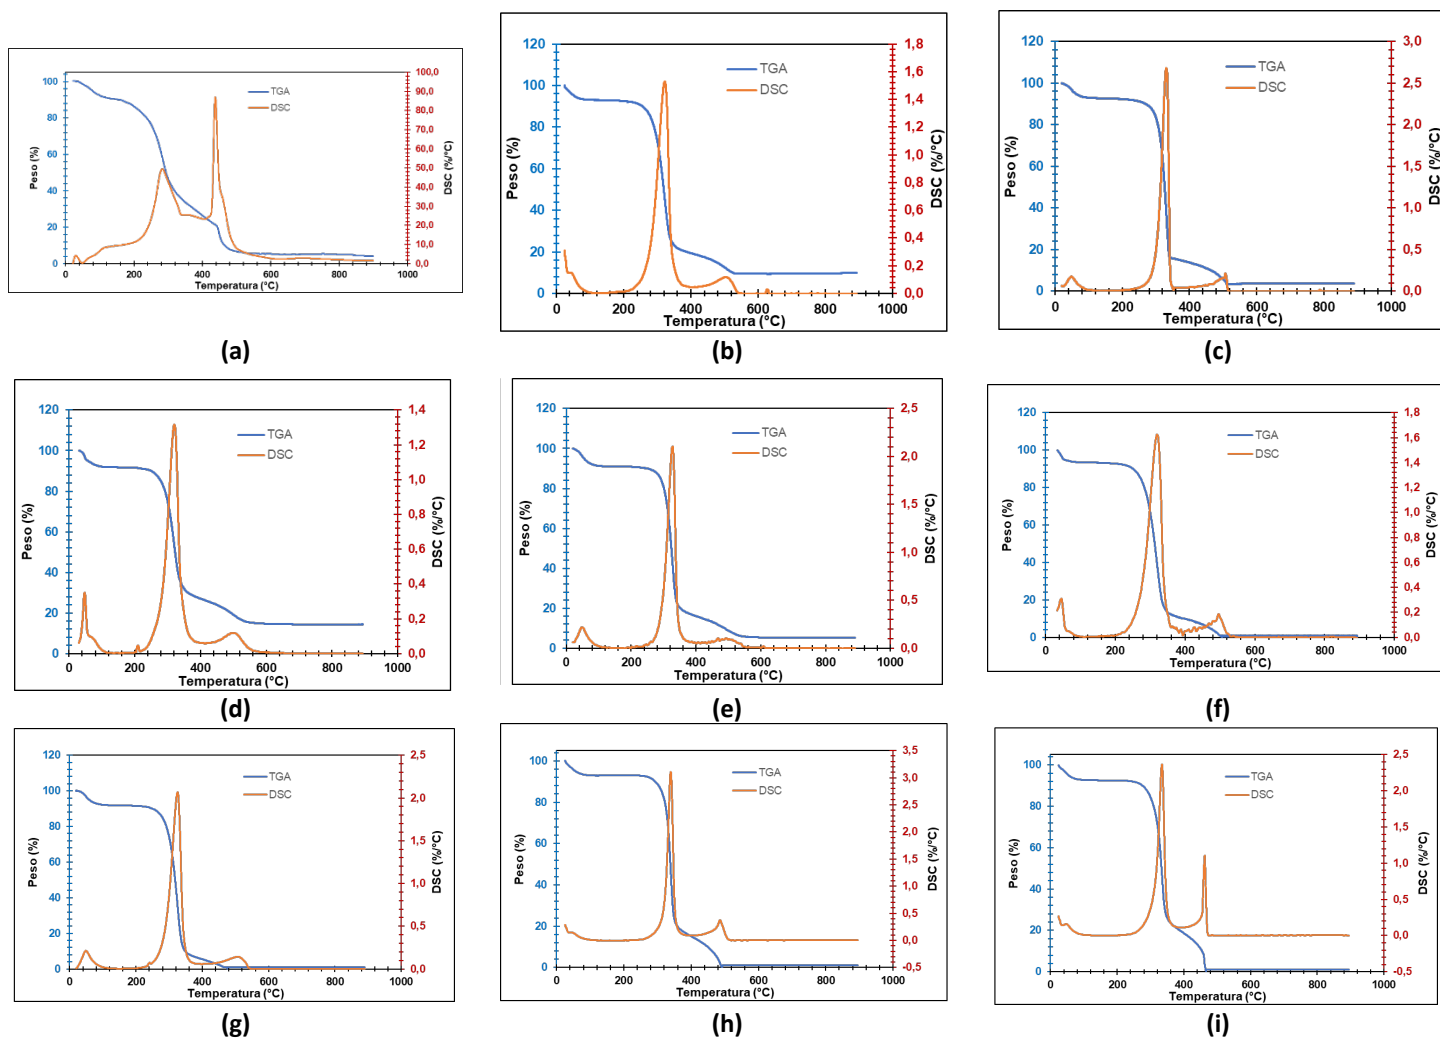 100
80
60
40
20
0
Peso (%)
100,0
90,0
80,0
70,0
60,0
50,0
40,0
30,0
20,0
10,0
0,0
DSC (%/°C)
TGA
DSC
0 200 400 600 800 1000
Temperatura (°C)
(a)
120
100
80
60
40
20
0
Peso (%)
1,8
1,6
1,4
1,2
1,0
0,8
0,6
0,4
0,2
0,0
DSC (%/°C)
TGA
DSC
0 200 400 600 800 1000
Temperatura (°C)
(b)
120
100
80
60
40
20
0
Peso (%)
3,0
2,5
2,0
1,5
1,0
0,5
0,0
DSC (%/°C)
TGA
DSC
0 200 400 600 800 1000
Temperatura (°C)
(c)
120
100
80
60
40
20
0
Peso (%)
1,4
1,2
1,0
0,8
0,6
0,4
0,2
0,0
DSC (%/°C)
TGA
DSC
0 200 400 600 800 1000
Temperatura (°C)
(d)
120
100
80
60
40
20
0
Peso (%)
2,5
2,0
1,5
1,0
0,5
0,0
DSC (%/°C)
TGA
DSC
0 200 400 600 800 1000
Temperatura (°C)
(e)
120
100
80
60
40
20
0
Peso (%)
1,8
1,6
1,4
1,2
1,0
0,8
0,6
0,4
0,2
0,0
DSC (%/°C)
TGA
DSC
0 200 400 600 800 1000
Temperatura (°C)
(f)
120
100
80
60
40
20
0
Peso (%)
2,5
2,0
1,5
1,0
0,5
0,0
DSC (%/°C)
TGA
DSC
0 200 400 600 800 1000
Temperatura (°C)
(g)
100
80
60
40
20
0
Peso (%)
3,5
3,0
2,5
2,0
1,5
1,0
0,5
0,0
-0,5
DSC (%/°C)
TGA
DSC
0 200 400 600 800 1000
Temperatura (°C)
(h)
100
80
60
40
20
0
Peso (%)
2,5
2,0
1,5
1,0
0,5
0,0
-0,5
DSC (%/°C)
TGA
DSC
0 200 400 600 800 1000
Temperatura (°C)
(i)